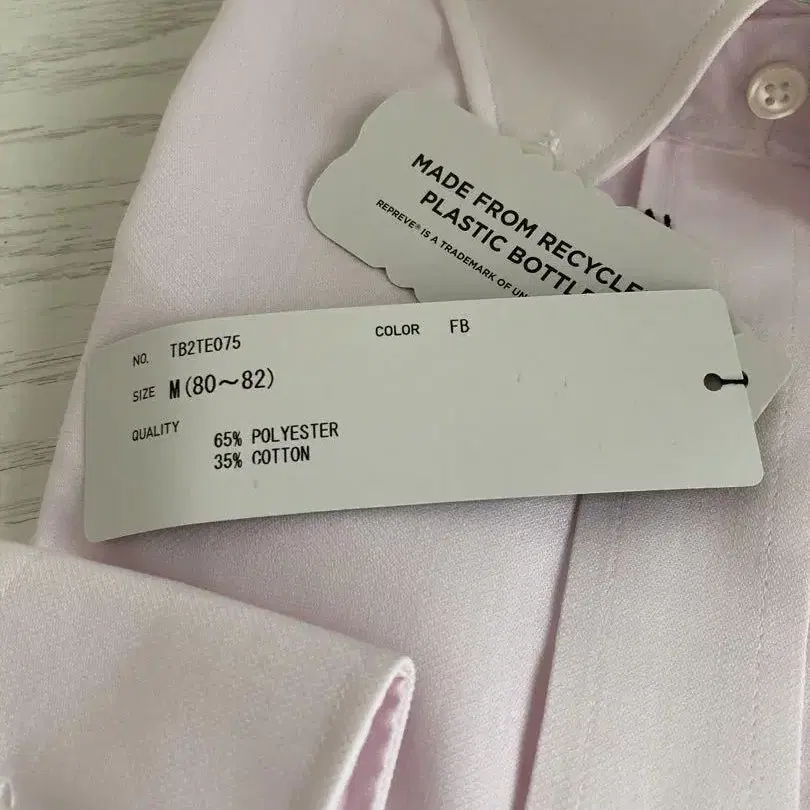 MADE FROM RECYCLE
PLASTIC BOTTLE
REPREVE® IS A TRADEMARK OF UN
NO. TB2TE075 COLOR FB
SIZE M(80〜82)
QUALITY 65% POLYESTER
35% COTTON